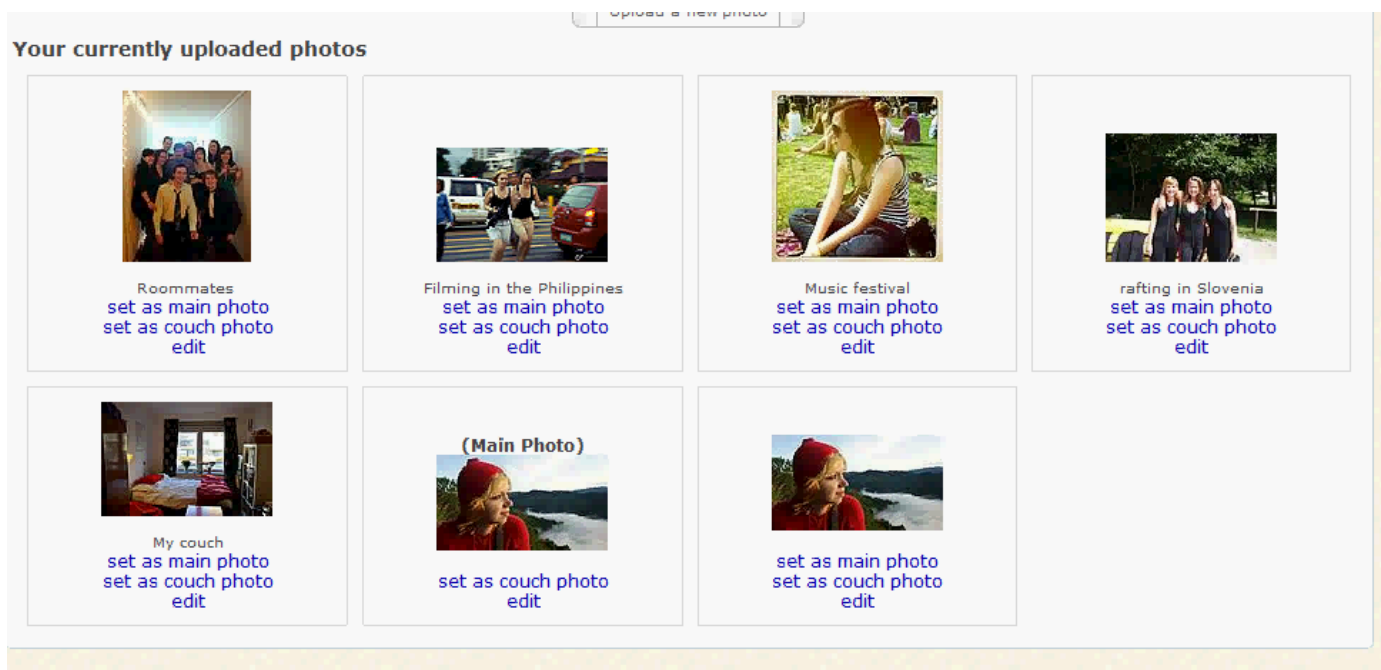 Upload a new photo
Your currently uploaded photos
Roommates
set as main photo
set as couch photo
edit
Filming in the Philippines
set as main photo
set as couch photo
edit
Music festival
set as main photo
set as couch photo
edit
rafting in Slovenia
set as main photo
set as couch photo
edit
My couch
set as main photo
set as couch photo
edit
(Main Photo)
set as couch photo
edit
set as main photo
set as couch photo
edit